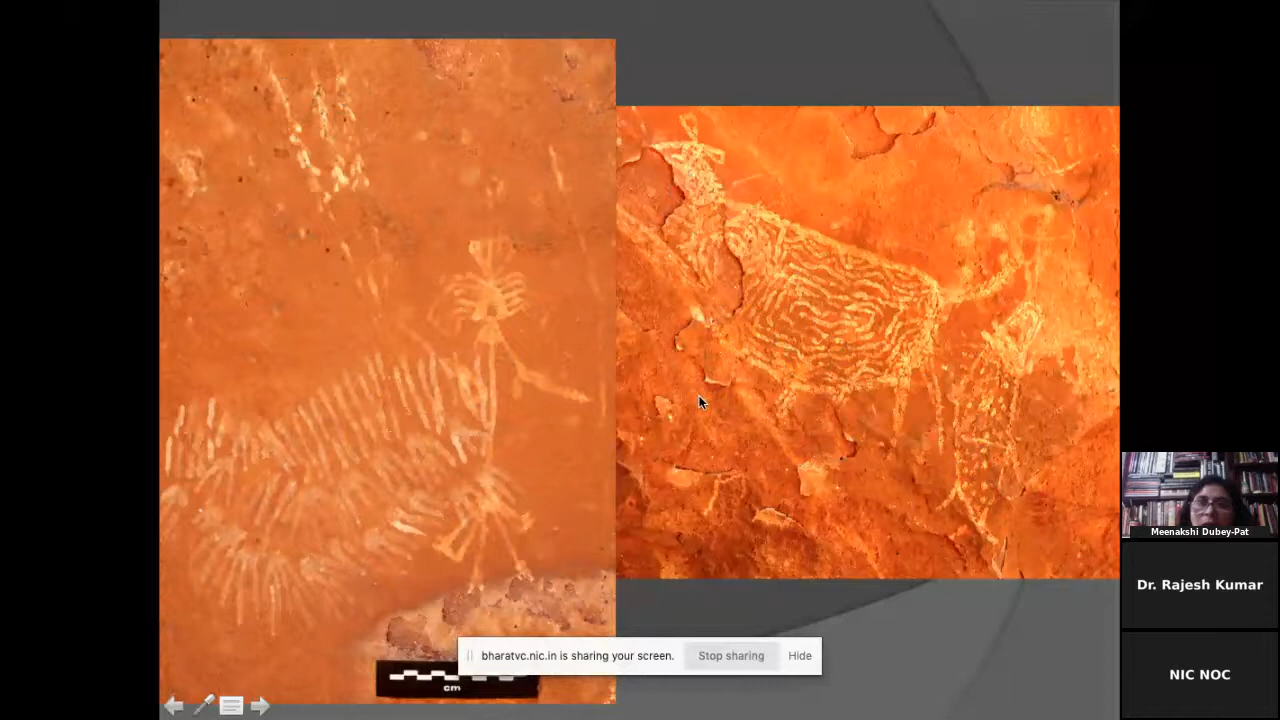 cm
bharatvc.nic.in is sharing your screen.
Stop sharing
Hide
Meenakshi Dubey-Pat
Dr. Rajesh Kumar
NIC NOC